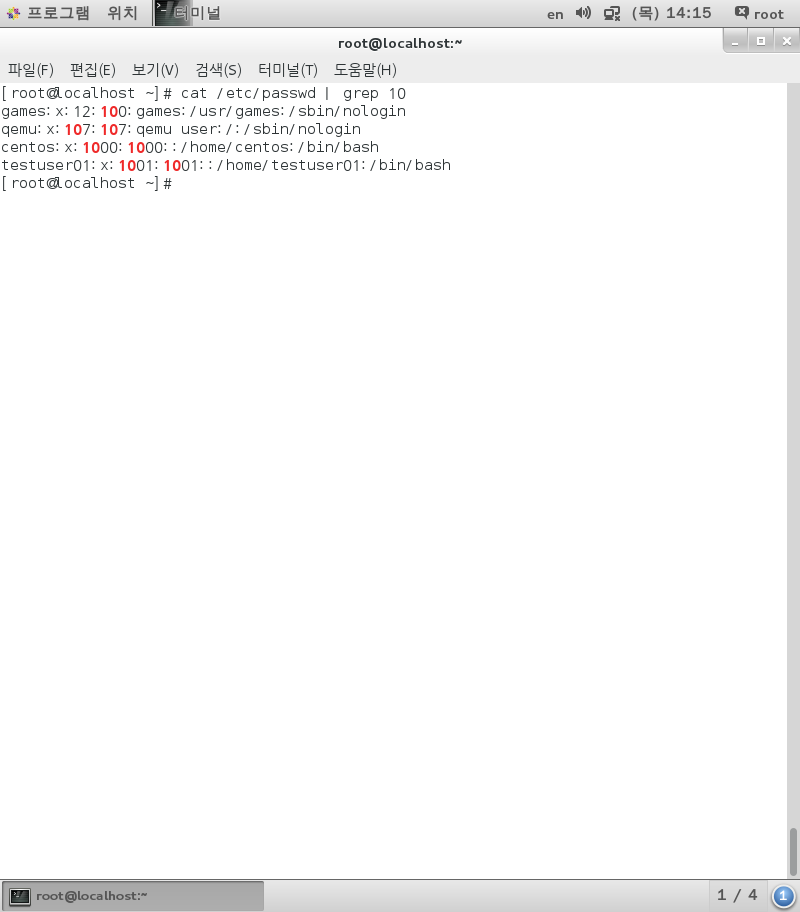 프로그램 위치 터미널 en (목) 14:15 root
root@localhost:~
파일(F) 편집(E) 보기(V) 검색(S) 터미널(T) 도움말(H)
[root@localhost ~]# cat /etc/passwd | grep 10
games:x:12:100:games:/usr/games:/sbin/nologin
qemu:x:107:107:qemu user:/:/sbin/nologin
centos:x:1000:1000::/home/centos:/bin/bash
testuser01:x:1001:1001::/home/testuser01:/bin/bash
[root@localhost ~]#
root@localhost:~ 1 / 4 1